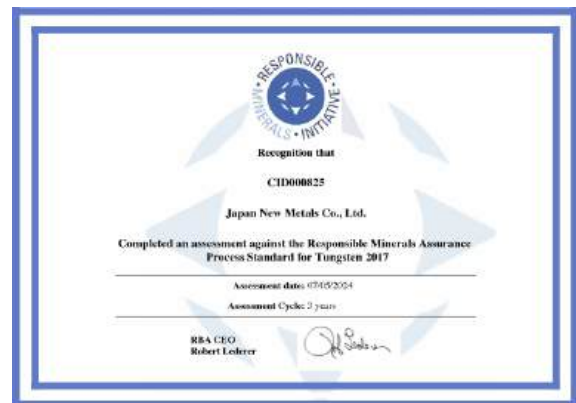 RESPONSIBLE • MINERALS • INITIATIVE •
Recognition that
CID000825
Japan New Metals Co., Ltd.
Completed an assessment against the Responsible Minerals Assurance
Process Standard for Tungsten 2017
Assessment date: 07/05/2024
Assessment Cycle: 3 years
RBA CEO
Robert Lederer